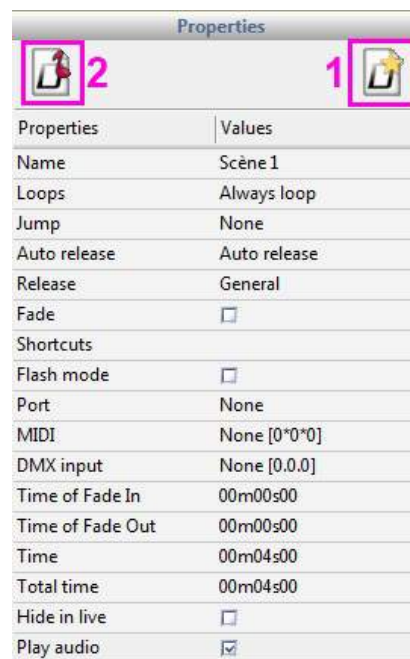 Properties
2 1
Properties Values
Name Scène 1
Loops Always loop
Jump None
Auto release Auto release
Release General
Fade
Shortcuts
Flash mode
Port None
MIDI None [0*0*0]
DMX input None [0.0.0]
Time of Fade In 00m00s00
Time of Fade Out 00m00s00
Time 00m04s00
Total time 00m04s00
Hide in live
Play audio